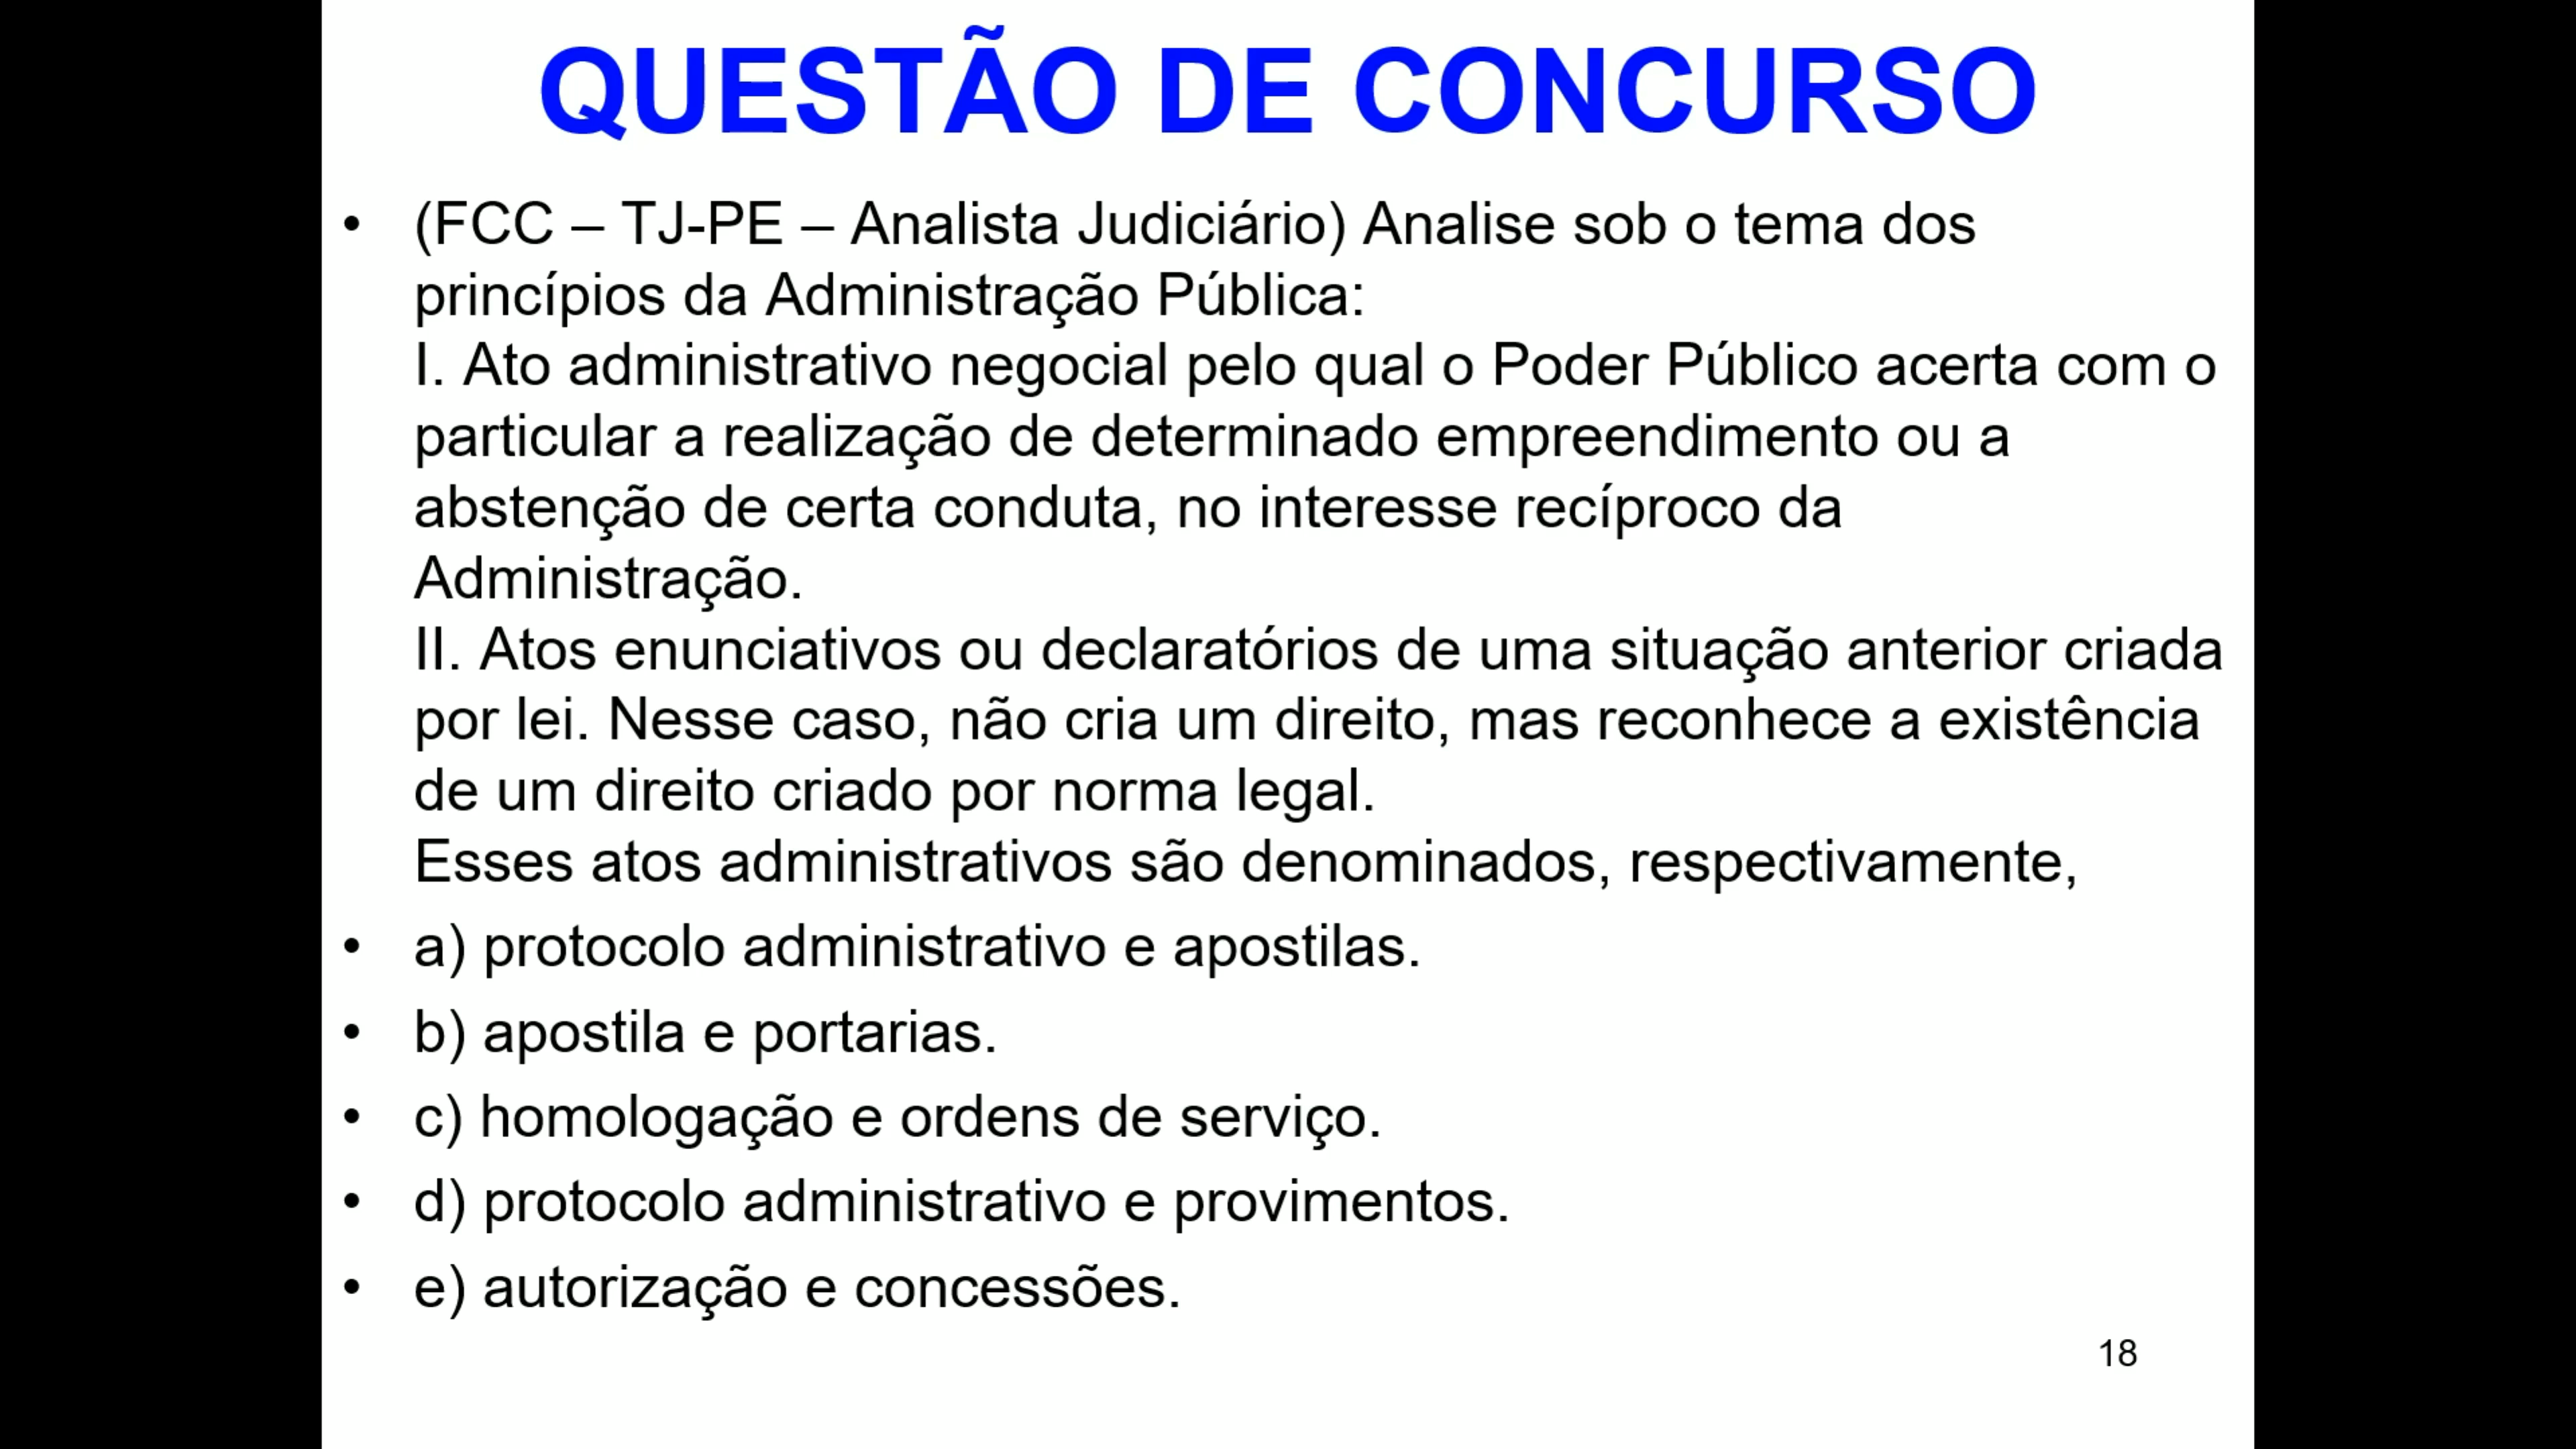 QUESTÃO DE CONCURSO
• (FCC – TJ-PE – Analista Judiciário) Analise sob o tema dos
princípios da Administração Pública:
I. Ato administrativo negocial pelo qual o Poder Público acerta com o
particular a realização de determinado empreendimento ou a
abstenção de certa conduta, no interesse recíproco da
Administração.
II. Atos enunciativos ou declaratórios de uma situação anterior criada
por lei. Nesse caso, não cria um direito, mas reconhece a existência
de um direito criado por norma legal.
Esses atos administrativos são denominados, respectivamente,
• a) protocolo administrativo e apostilas.
• b) apostila e portarias.
• c) homologação e ordens de serviço.
• d) protocolo administrativo e provimentos.
• e) autorização e concessões.
18